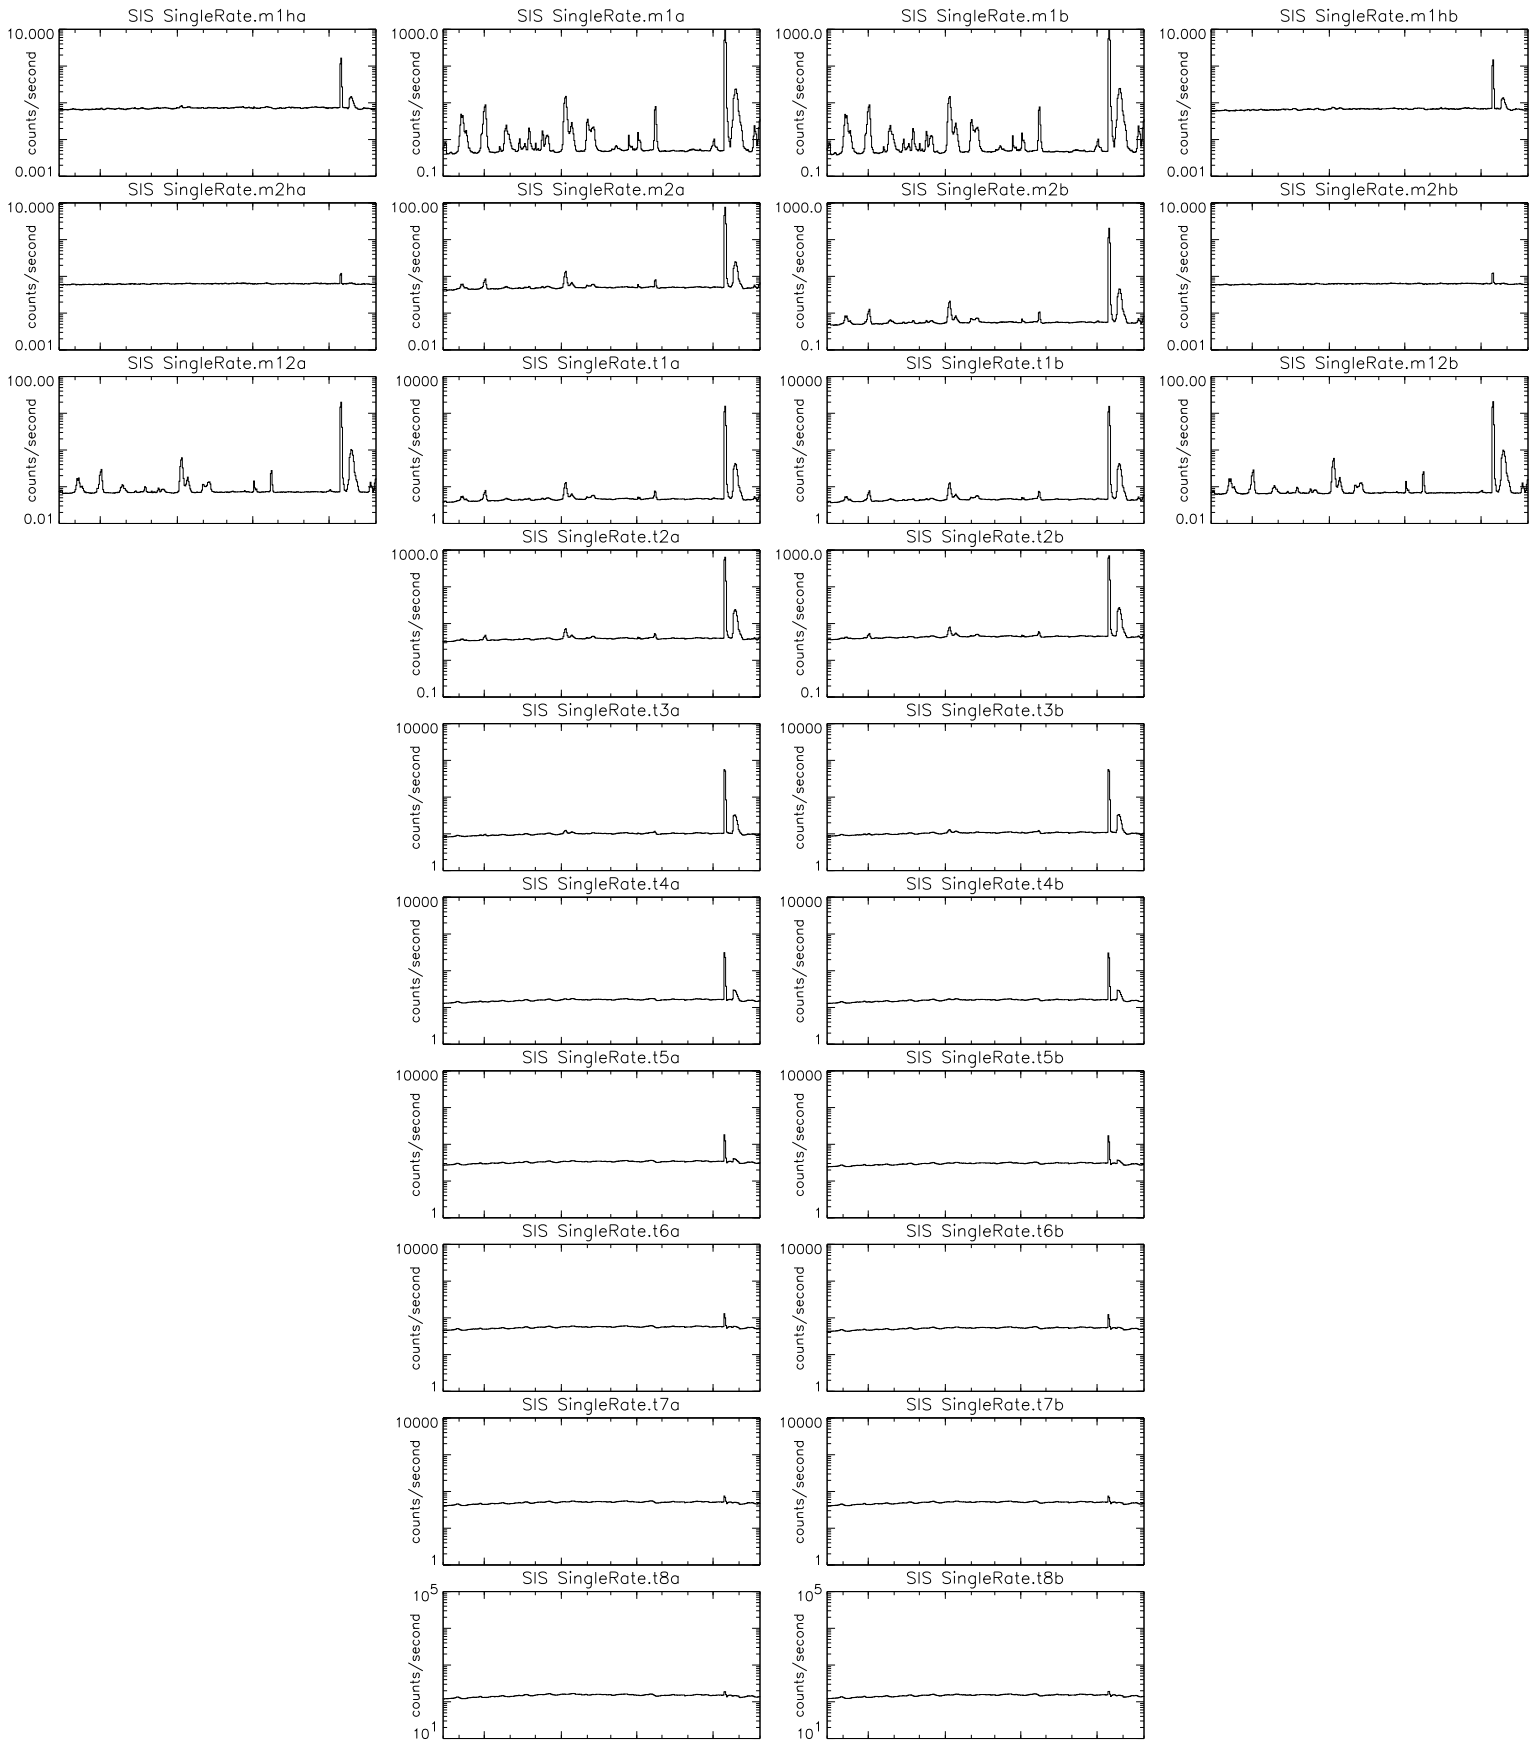 SIS SingleRate.m1ha
10.000
counts/second
0.001
SIS SingleRate.m1a
1000.0
counts/second
0.1
SIS SingleRate.m1b
1000.0
counts/second
0.1
SIS SingleRate.m1hb
10.000
counts/second
0.001
SIS SingleRate.m2ha
10.000
counts/second
0.001
SIS SingleRate.m2a
100.00
counts/second
0.01
SIS SingleRate.m2b
1000.0
counts/second
0.1
SIS SingleRate.m2hb
10.000
counts/second
0.001
SIS SingleRate.m12a
100.00
counts/second
0.01
SIS SingleRate.t1a
10000
counts/second
1
SIS SingleRate.t1b
10000
counts/second
1
SIS SingleRate.m12b
100.00
counts/second
0.01
SIS SingleRate.t2a
1000.0
counts/second
0.1
SIS SingleRate.t2b
1000.0
counts/second
0.1
SIS SingleRate.t3a
10000
counts/second
1
SIS SingleRate.t3b
10000
counts/second
1
SIS SingleRate.t4a
10000
counts/second
1
SIS SingleRate.t4b
10000
counts/second
1
SIS SingleRate.t5a
10000
counts/second
1
SIS SingleRate.t5b
10000
counts/second
1
SIS SingleRate.t6a
10000
counts/second
1
SIS SingleRate.t6b
10000
counts/second
1
SIS SingleRate.t7a
10000
counts/second
1
SIS SingleRate.t7b
10000
counts/second
1
SIS SingleRate.t8a
10⁵
counts/second
10¹
SIS SingleRate.t8b
10⁵
counts/second
10¹